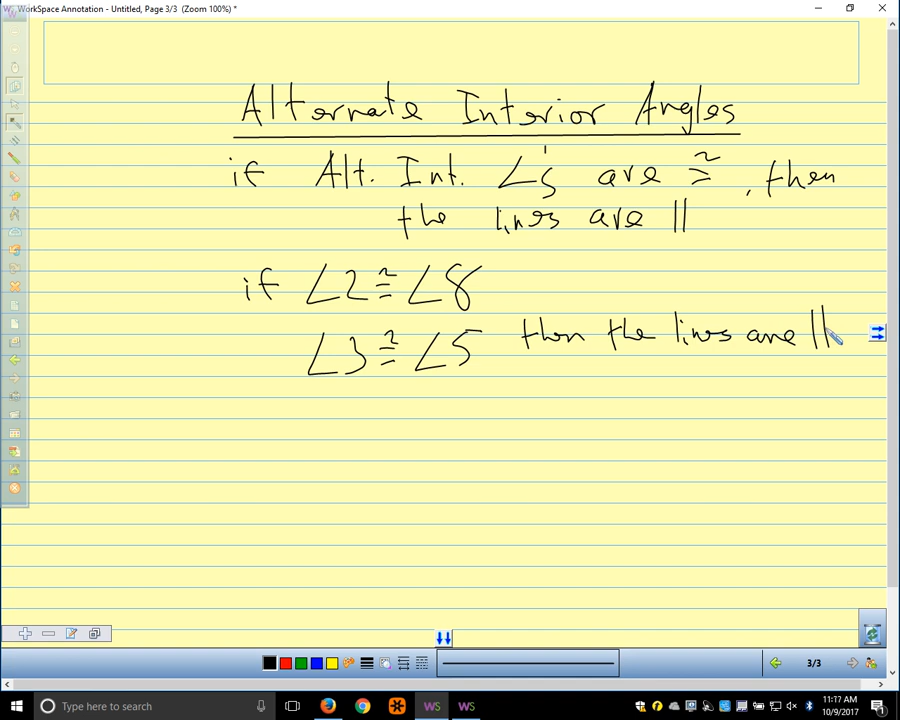 WorkSpace Annotation - Untitled, Page 3/3 (Zoom 100%) *
Alternate Interior Angles
if Alt. Int. ∠'s are ≅, then
the lines are ||
if ∠2 ≅ ∠8
∠3 ≅ ∠5 then the lines are ||
3/3
Type here to search
WS
WS
11:?? AM
10/9/2017